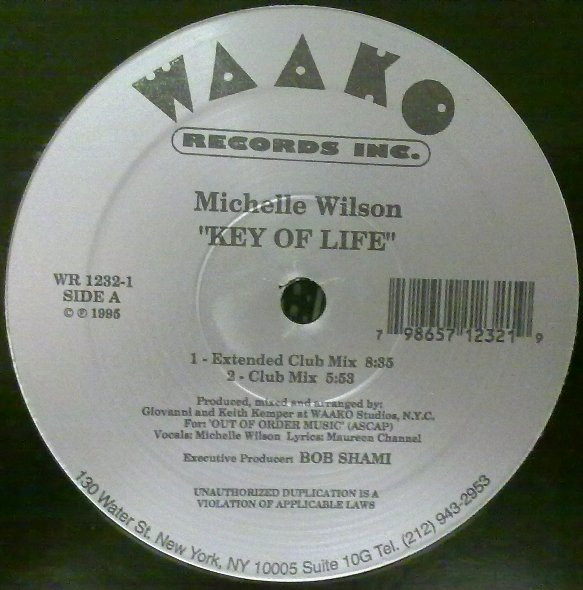 WAAKO
RECORDS INC.
Michelle Wilson
"KEY OF LIFE"
WR 1232-1
SIDE A
© ℗ 1995
7 98657 12321 9
1 - Extended Club Mix 8:35
2 - Club Mix 5:53
Produced, mixed and arranged by:
Giovanni and Keith Kemper at WAAKO Studios, N.Y.C.
For: 'OUT OF ORDER MUSIC' (ASCAP)
Vocals: Michelle Wilson Lyrics: Maureen Channel
Executive Producer: BOB SHAMI
UNAUTHORIZED DUPLICATION IS A
VIOLATION OF APPLICABLE LAWS
130 Water St. New York, NY 10005 Suite 10G Tel. (212) 943-2953